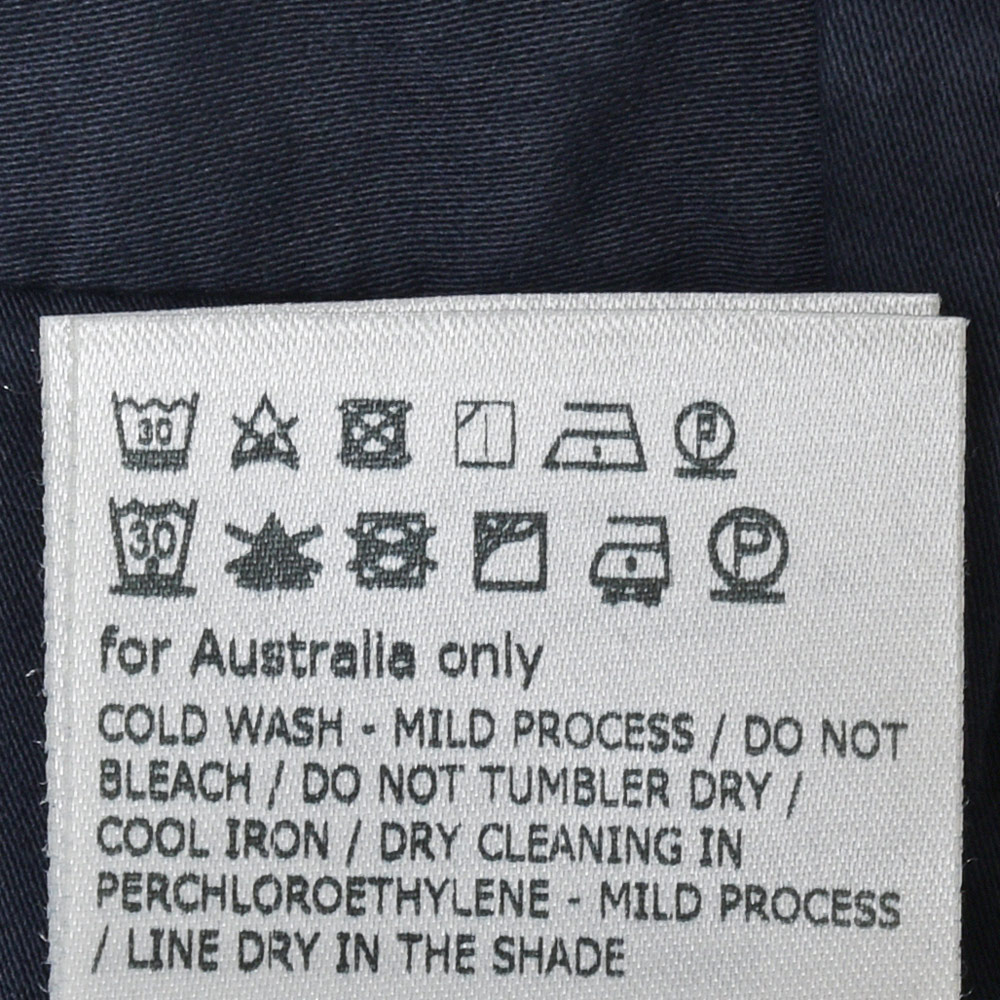 30 P
30 P
for Australia only
COLD WASH - MILD PROCESS / DO NOT
BLEACH / DO NOT TUMBLER DRY /
COOL IRON / DRY CLEANING IN
PERCHLOROETHYLENE - MILD PROCESS
/ LINE DRY IN THE SHADE